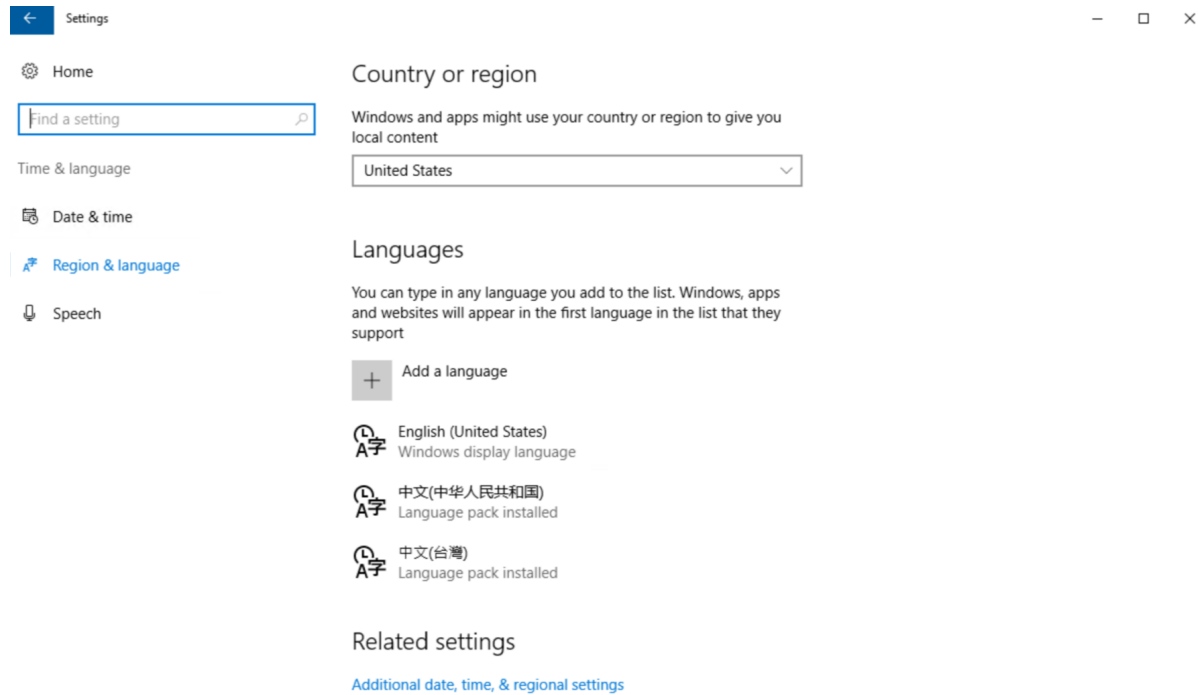 Settings
Home
Find a setting
Time & language
Date & time
Region & language
Speech
Country or region
Windows and apps might use your country or region to give you
local content
United States
Languages
You can type in any language you add to the list. Windows, apps
and websites will appear in the first language in the list that they
support
Add a language
English (United States)
Windows display language
中文(中华人民共和国)
Language pack installed
中文(台灣)
Language pack installed
Related settings
Additional date, time, & regional settings